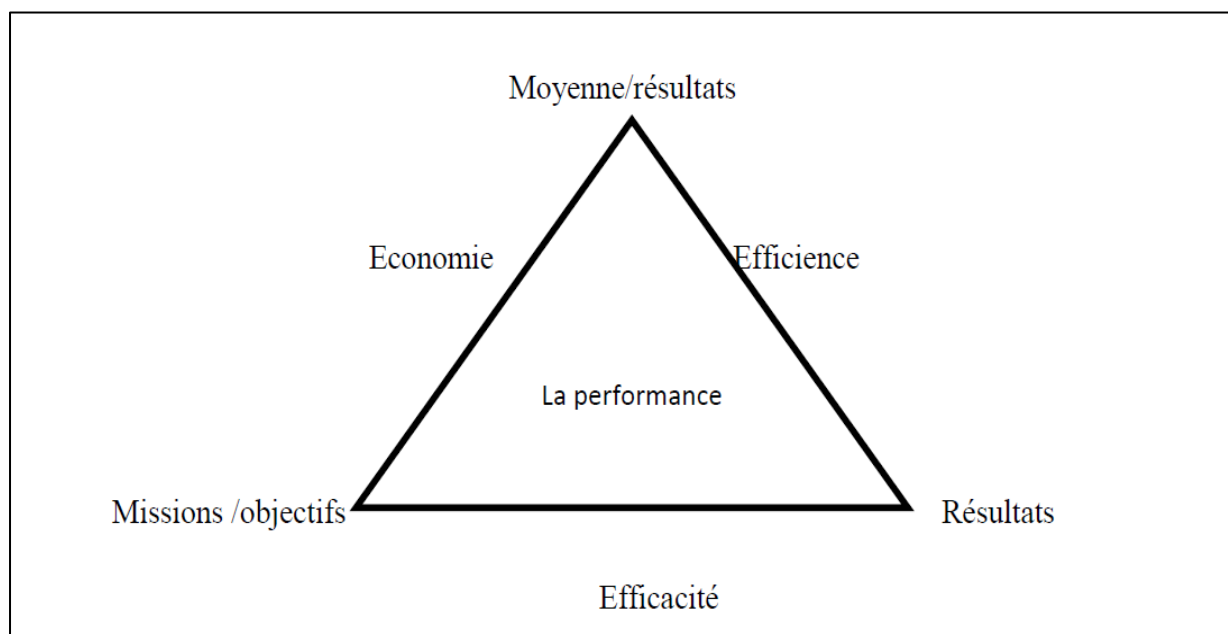 Moyenne/résultats
Economie
Efficience
La performance
Missions /objectifs
Résultats
Efficacité